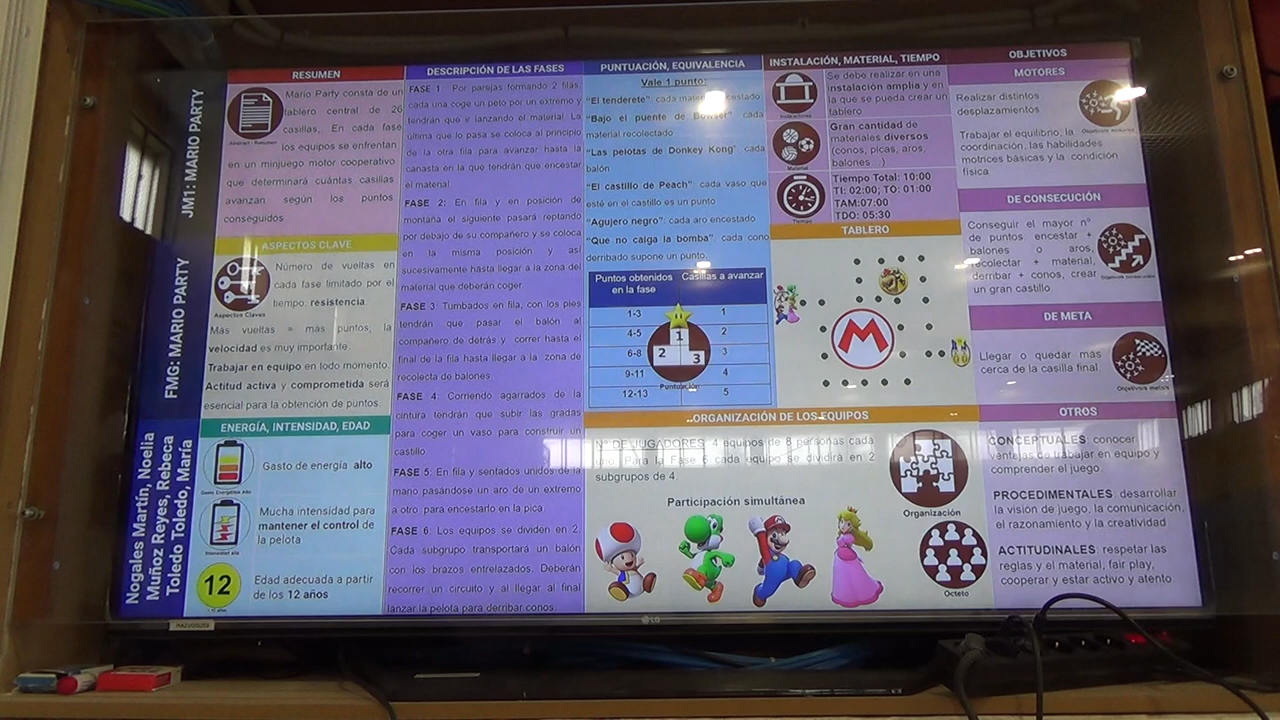 JM1: MARIO PARTY
FMG: MARIO PARTY
Nogales Martín, Noelia
Muñoz Reyes, Rebeca
Toledo Toledo, María
RESUMEN
Mario Party consta de un
tablero central de 26
casillas. En cada fase
los equipos se enfrentan
en un minijuego motor cooperativo
que determinará cuántas casillas
avanzan según los puntos
conseguidos
Abstract - Resumen
ASPECTOS CLAVE
Número de vueltas en
cada fase limitado por el
tiempo: resistencia.
Aspectos Claves
Más vueltas = más puntos, la
velocidad es muy importante.
Trabajar en equipo en todo momento.
Actitud activa y comprometida será
esencial para la obtención de puntos.
ENERGÍA, INTENSIDAD, EDAD
Gasto de energía alto
Gasto Energético Alto
Mucha intensidad para
mantener el control de
la pelota
Intensidad alta
12
Edad adecuada a partir
de los 12 años
DESCRIPCIÓN DE LAS FASES
FASE 1: Por parejas formando 2 filas,
cada una coge un peto por un extremo y
tendrán que ir lanzando el material. La
última que lo pasa se coloca al principio
de la otra fila para avanzar hasta la
canasta en la que tendrán que encestar
el material.
FASE 2: En fila y en posición de
montaña el siguiente pasará reptando
por debajo de su compañero y se coloca
en la misma posición y así
sucesivamente hasta llegar a la zona del
material que deberán coger.
FASE 3: Tumbados en fila, con los pies
tendrán que pasar el balón al
compañero de detrás y correr hasta el
final de la fila hasta llegar a la zona de
recolecta de balones.
FASE 4: Corriendo agarrados de la
cintura tendrán que subir las gradas
para coger un vaso para construir un
castillo.
FASE 5: En fila y sentados unidos de la
mano pasándose un aro de un extremo
a otro para encestarlo en la pica.
FASE 6: Los equipos se dividen en 2.
Cada subgrupo transportará un balón
con los brazos entrelazados. Deberán
recorrer un circuito y al llegar al final
lanzar la pelota para derribar conos.
PUNTUACIÓN, EQUIVALENCIA
Vale 1 punto:
"El tenderete": cada material encestado
"Bajo el puente de Bowser": cada
material recolectado
"Las pelotas de Donkey Kong": cada
balón
"El castillo de Peach": cada vaso que
esté en el castillo es un punto
"Agujero negro": cada aro encestado
"Que no caiga la bomba": cada cono
derribado supone un punto.
Puntos obtenidos en la fase Casillas a avanzar
1-3 1
4-5 2
6-8 3
9-11 4
12-13 5
1
2 3
Puntuación
INSTALACIÓN, MATERIAL, TIEMPO
Se debe realizar en una
instalación amplia y en
la que se pueda crear un
tablero
Instalaciones
Gran cantidad de
materiales diversos
(conos, picas, aros,
balones...)
Material
Tiempo Total: 10:00
TI: 02:00; TO: 01:00
TAM:07:00
TDO: 05:30
Tiempo
TABLERO
M
ORGANIZACIÓN DE LOS EQUIPOS
Nº DE JUGADORES: 4 equipos de 8 personas cada
uno. Para la Fase 6 cada equipo se dividirá en 2
subgrupos de 4.
Participación simultánea
Organización
Octeto
OBJETIVOS
MOTORES
Realizar distintos
desplazamientos
Trabajar el equilibrio, la
coordinación, las habilidades
motrices básicas y la condición
física
Objetivos motores
DE CONSECUCIÓN
Conseguir el mayor nº
de puntos: encestar +
balones o aros,
recolectar + material,
derribar + conos, crear
un gran castillo
Objetivos consecución
DE META
Llegar o quedar más
cerca de la casilla final.
Objetivos metas
OTROS
CONCEPTUALES: conocer
ventajas de trabajar en equipo y
comprender el juego.
PROCEDIMENTALES: desarrollar
la visión de juego, la comunicación,
el razonamiento y la creatividad
ACTITUDINALES: respetar las
reglas y el material, fair play,
cooperar y estar activo y atento.
LG